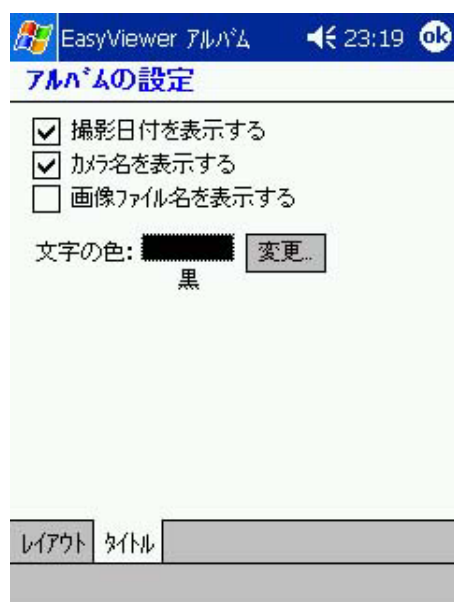 EasyViewer ｱﾙﾊﾞﾑ 23:19 ok
ｱﾙﾊﾞﾑの設定
撮影日付を表示する
ｶﾒﾗ名を表示する
画像ﾌｧｲﾙ名を表示する
文字の色: 変更...
黒
ﾚｲｱｳﾄ ﾀｲﾄﾙ